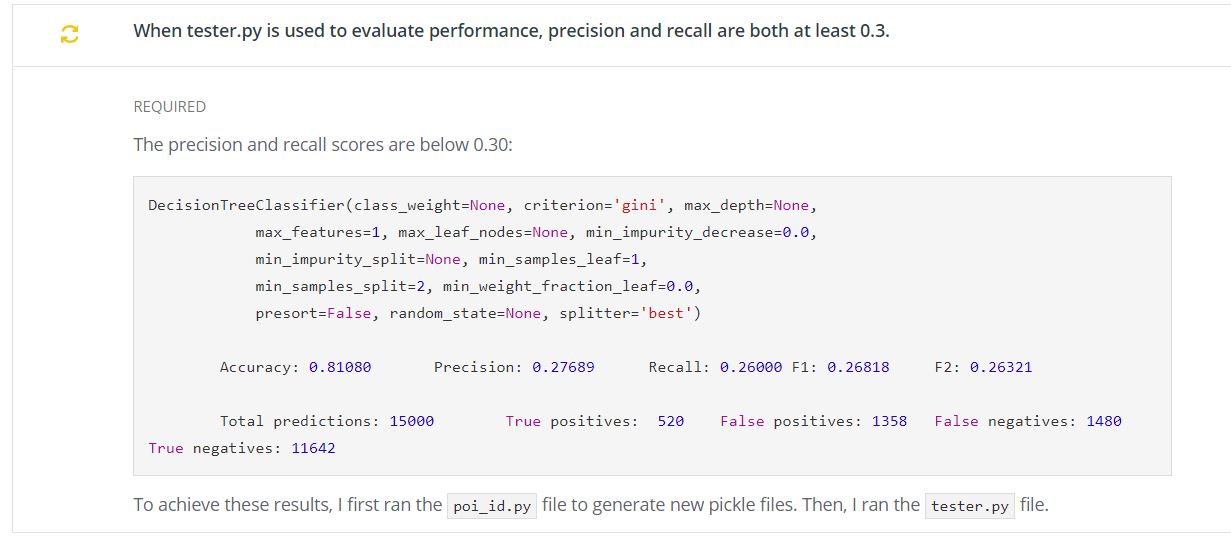 When tester.py is used to evaluate performance, precision and recall are both at least 0.3.
REQUIRED
The precision and recall scores are below 0.30:
DecisionTreeClassifier(class_weight=None, criterion='gini', max_depth=None,
max_features=1, max_leaf_nodes=None, min_impurity_decrease=0.0,
min_impurity_split=None, min_samples_leaf=1,
min_samples_split=2, min_weight_fraction_leaf=0.0,
presort=False, random_state=None, splitter='best')
Accuracy: 0.81080 Precision: 0.27689 Recall: 0.26000 F1: 0.26818 F2: 0.26321
Total predictions: 15000 True positives: 520 False positives: 1358 False negatives: 1480
True negatives: 11642
To achieve these results, I first ran the poi_id.py file to generate new pickle files. Then, I ran the tester.py file.